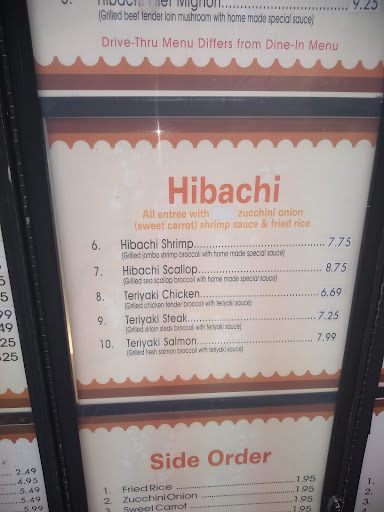 Hibachi Filet Mignon 9.25
(Grilled beef tender loin mushroom with home made special sauce)
Drive-Thru Menu Differs from Dine-In Menu
Hibachi
All entree with zucchini onion
(sweet carrot) shrimp sauce & fried rice
6. Hibachi Shrimp 7.75
(Grilled jombo shrimp broccoli with home made special sauce)
7. Hibachi Scallop 8.75
(Grilled sea scallog broccoli with home made special sauce)
8. Teriyaki Chicken 6.69
(Grilled chicken tender broccoli with teriyaki sauce)
9. Teriyaki Steak 7.25
(Grilled sirloin steak broccoli with teriyaki sauce)
10. Teriyaki Salmon 7.99
(Grilled fresh salmon broccoli with teriyaki sauce)
Side Order
1. Fried Rice 1.95
2. Zucchini Onion 1.95
3. Sweet Carrot 1.95
2.49
4.95
5.49
5.49
5.99